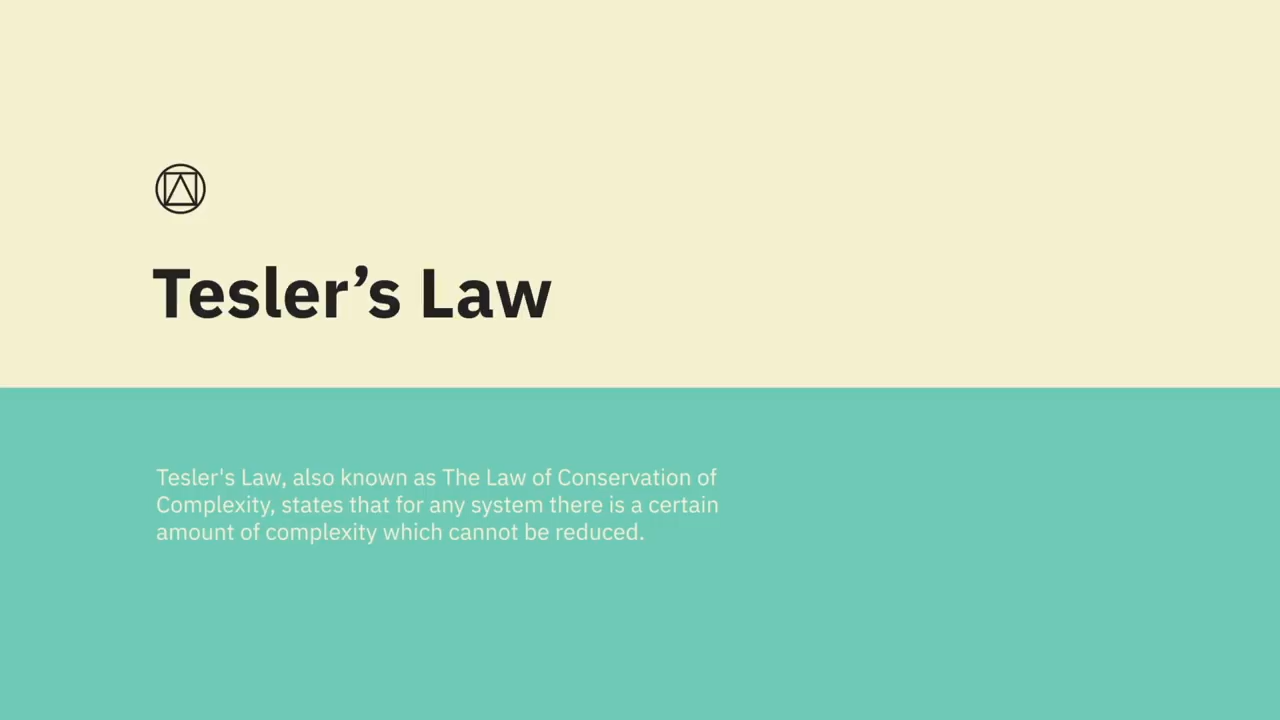 Tesler’s Law
Tesler's Law, also known as The Law of Conservation of
Complexity, states that for any system there is a certain
amount of complexity which cannot be reduced.